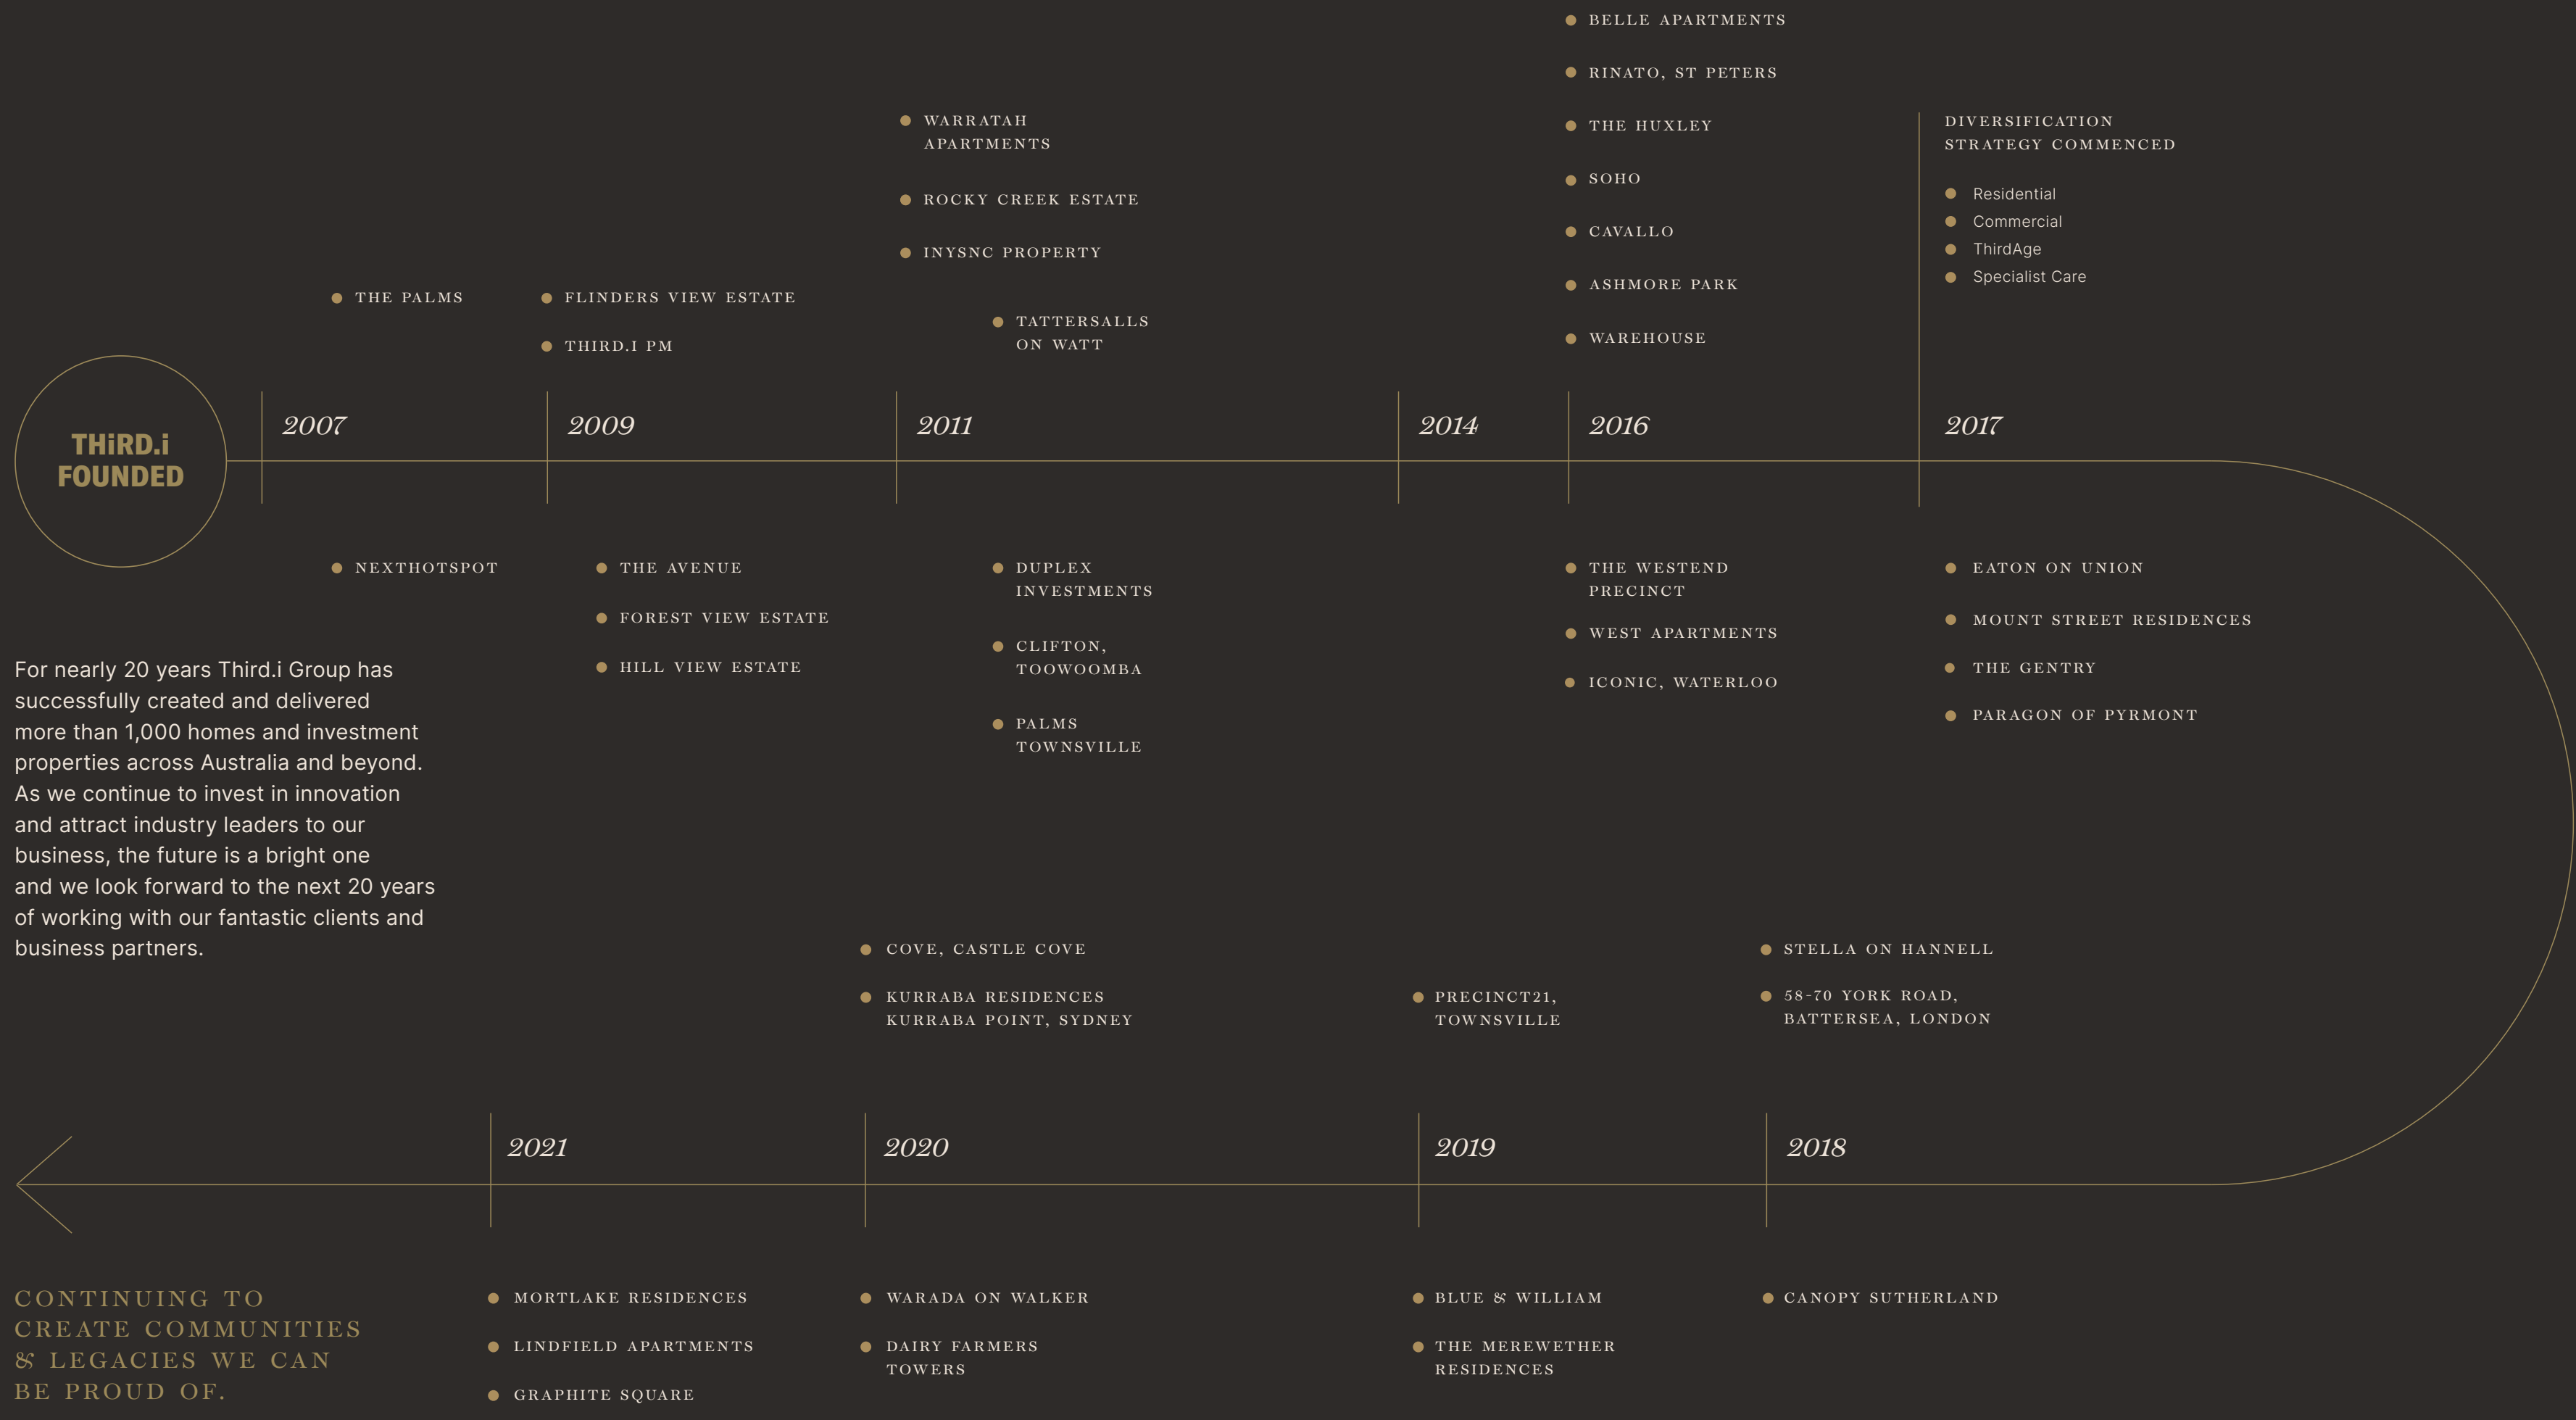 THiRD.i
FOUNDED
2007
THE PALMS
NEXTHOTSPOT
2009
FLINDERS VIEW ESTATE
THIRD.I PM
THE AVENUE
FOREST VIEW ESTATE
HILL VIEW ESTATE
2011
WARRATAH
APARTMENTS
ROCKY CREEK ESTATE
INYSNC PROPERTY
TATTERSALLS
ON WATT
DUPLEX
INVESTMENTS
CLIFTON,
TOOWOOMBA
PALMS
TOWNSVILLE
2014
2016
BELLE APARTMENTS
RINATO, ST PETERS
THE HUXLEY
SOHO
CAVALLO
ASHMORE PARK
WAREHOUSE
THE WESTEND
PRECINCT
WEST APARTMENTS
ICONIC, WATERLOO
2017
DIVERSIFICATION
STRATEGY COMMENCED
Residential
Commercial
ThirdAge
Specialist Care
EATON ON UNION
MOUNT STREET RESIDENCES
THE GENTRY
PARAGON OF PYRMONT
For nearly 20 years Third.i Group has
successfully created and delivered
more than 1,000 homes and investment
properties across Australia and beyond.
As we continue to invest in innovation
and attract industry leaders to our
business, the future is a bright one
and we look forward to the next 20 years
of working with our fantastic clients and
business partners.
2018
STELLA ON HANNELL
58-70 YORK ROAD,
BATTERSEA, LONDON
CANOPY SUTHERLAND
2019
PRECINCT21,
TOWNSVILLE
BLUE & WILLIAM
THE MEREWETHER
RESIDENCES
2020
COVE, CASTLE COVE
KURRABA RESIDENCES
KURRABA POINT, SYDNEY
WARADA ON WALKER
DAIRY FARMERS
TOWERS
2021
MORTLAKE RESIDENCES
LINDFIELD APARTMENTS
GRAPHITE SQUARE
CONTINUING TO
CREATE COMMUNITIES
& LEGACIES WE CAN
BE PROUD OF.